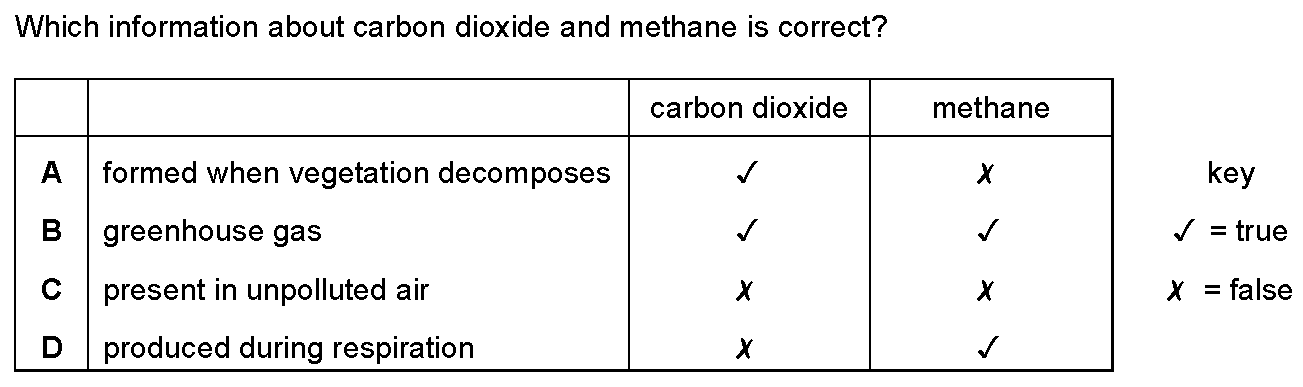 Which information about carbon dioxide and methane is correct?
carbon dioxide methane
A formed when vegetation decomposes ✓ ✗ key
B greenhouse gas ✓ ✓ ✓ = true
C present in unpolluted air ✗ ✗ ✗ = false
D produced during respiration ✗ ✓